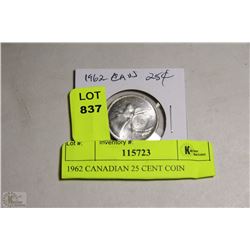 1962 CAN 25¢
LOT
837
Lot #: Inventory #:
115723
1962 CANADIAN 25 CENT COIN